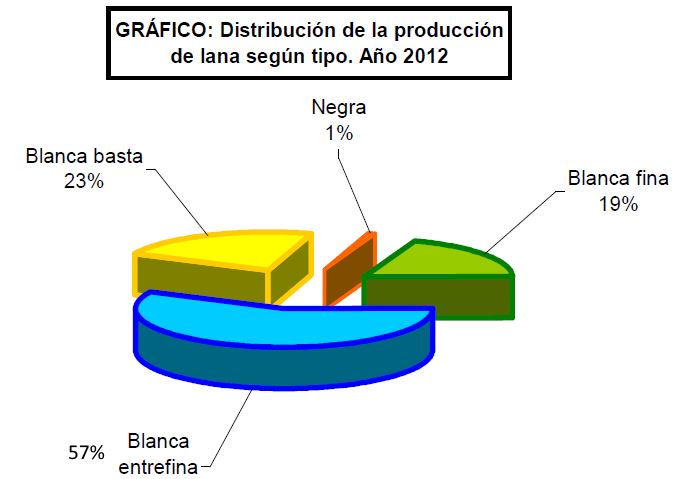 GRÁFICO: Distribución de la producción
de lana según tipo. Año 2012
Negra
1%
Blanca basta
23%
Blanca fina
19%
57% Blanca
entrefina